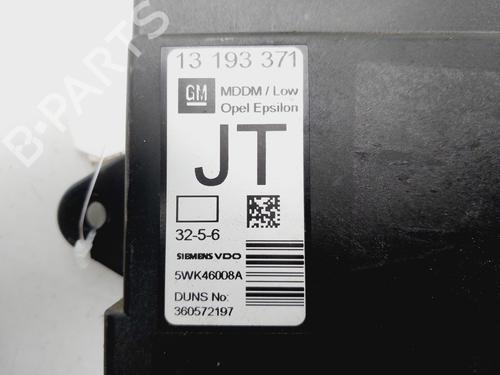 13 193 371
GM
MDDM / Low
Opel Epsilon
JT
32-5-6
SIEMENS VDO
5WK46008A
DUNS No:
360572197
B-PARTS